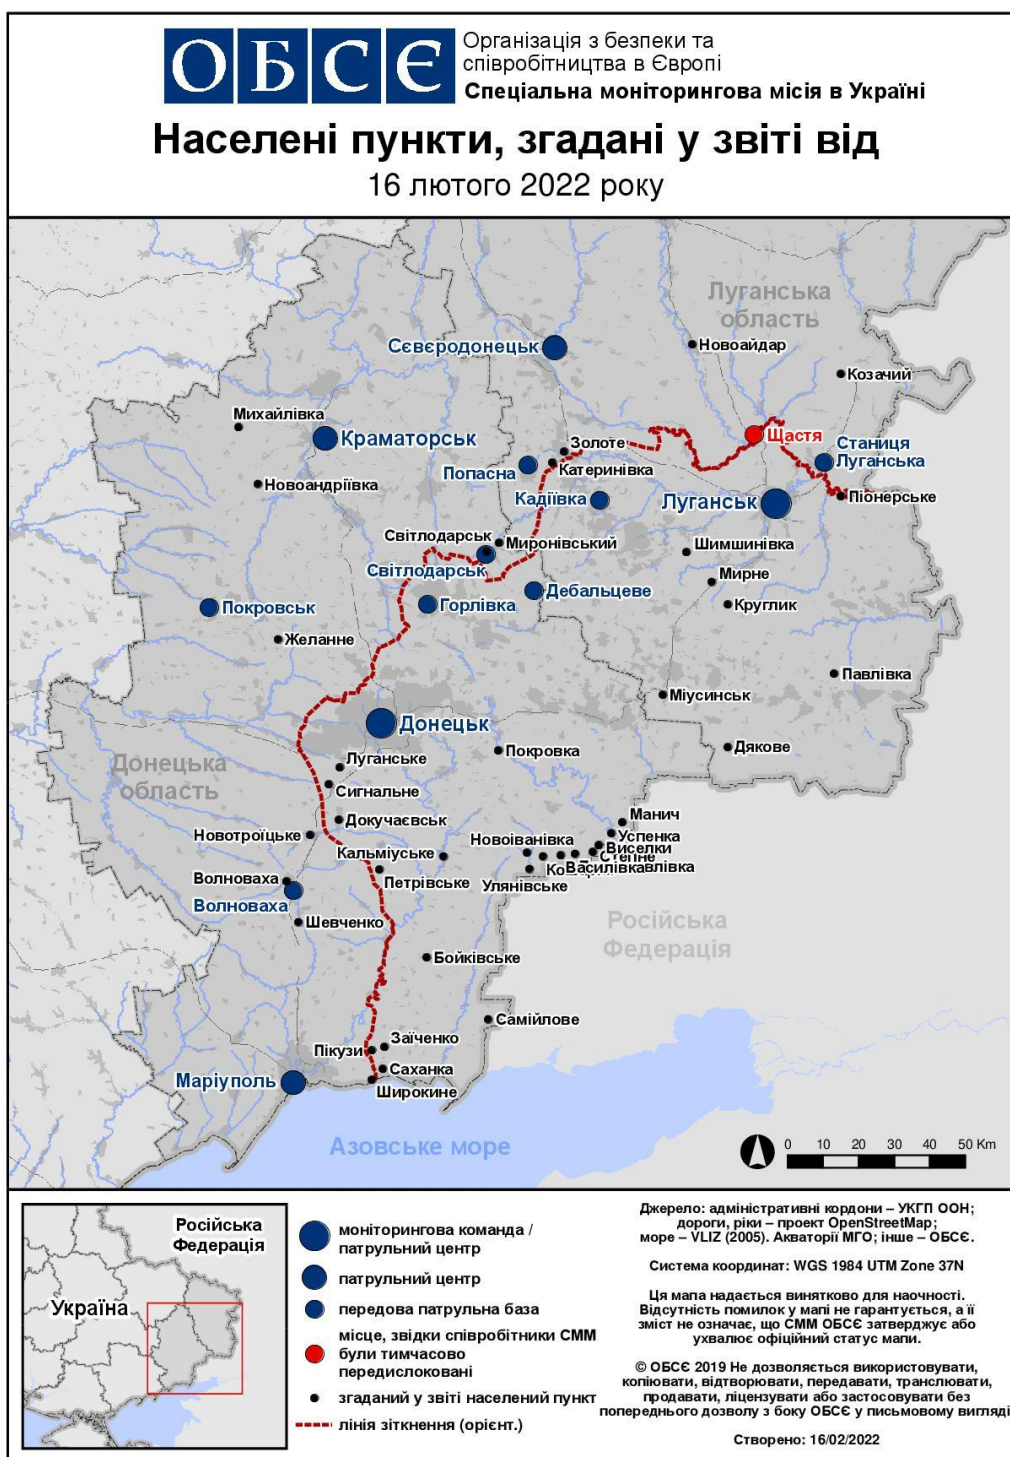 ОБСЄ
Організація з безпеки та
співробітництва в Європі
Спеціальна моніторингова місія в Україні
Населені пункти, згадані у звіті від
16 лютого 2022 року
Луганська
область
Новоайдар
Сєвєродонецьк
Козачий
Михайлівка
Краматорськ
Золоте
Щастя
Станиця
Луганська
Попасна
Катеринівка
Новоандріївка
Кадіївка
Луганськ
Піонерське
Світлодарськ
Миронівський
Шимшинівка
Світлодарськ
Мирне
Дебальцеве
Покровськ
Горлівка
Круглик
Желанне
Павлівка
Міусинськ
Донецьк
Дякове
Покровка
Луганське
Донецька
область
Сигнальне
Манич
Докучаєвськ
Новотроїцьке
Успенка
Новоіванівка
Виселки
Кальміуське
Степне
Василівка
влівка
Волноваха
Петрівське
Улянівське
Волноваха
Шевченко
Російська
Федерація
Бойківське
Самійлове
Заїченко
Пікузи
Саханка
Маріуполь
Широкине
Азовське море
0 10 20 30 40 50 Km
Російська
Федерація
Україна
моніторингова команда /
патрульний центр
патрульний центр
передова патрульна база
місце, звідки співробітники СММ
були тимчасово
передислоковані
згаданий у звіті населений пункт
лінія зіткнення (орієнт.)
Джерело: адміністративні кордони – УКГП ООН;
дороги, ріки – проект OpenStreetMap;
море – VLIZ (2005). Акваторії МГО; інше – ОБСЄ.
Система координат: WGS 1984 UTM Zone 37N
Ця мапа надається винятково для наочності.
Відсутність помилок у мапі не гарантується, а її
зміст не означає, що СММ ОБСЄ затверджує або
ухвалює офіційний статус мапи.
© ОБСЄ 2019 Не дозволяється використовувати,
копіювати, відтворювати, передавати, транслювати,
продавати, ліцензувати або застосовувати без
попереднього дозволу з боку ОБСЄ у письмовому вигляді
Створено: 16/02/2022